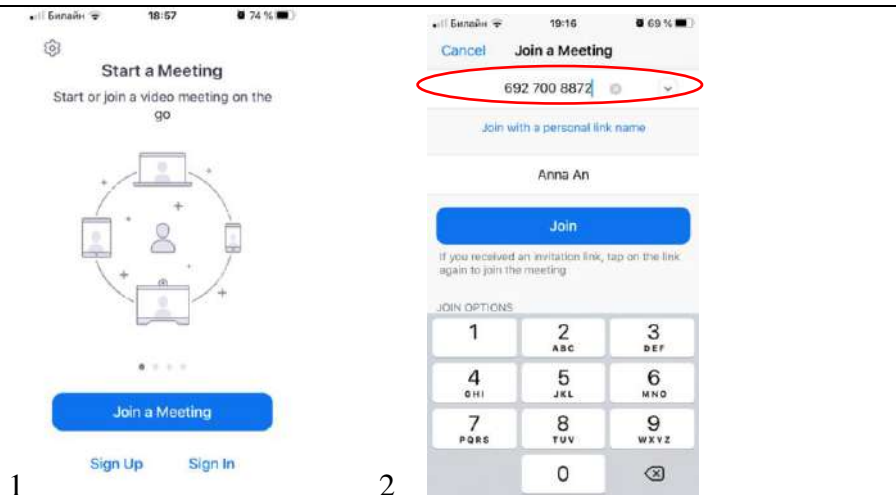 Билайн 18:57 74 %
Start a Meeting
Start or join a video meeting on the
go
Join a Meeting
Sign Up Sign In
1
Билайн 19:16 69 %
Cancel Join a Meeting
692 700 8872
Join with a personal link name
Anna An
Join
If you received an invitation link, tap on the link
again to join the meeting
JOIN OPTIONS
1 2 3
ABC DEF
4 5 6
GHI JKL MNO
7 8 9
PQRS TUV WXYZ
0
2